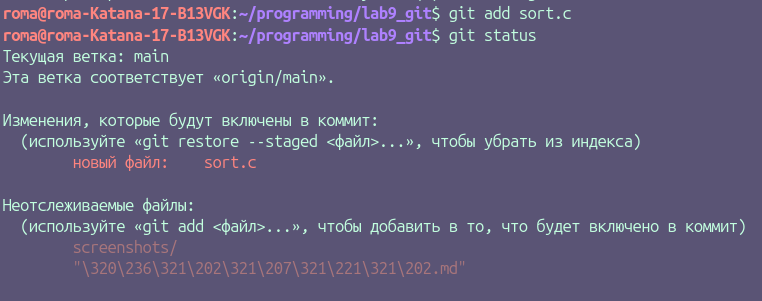 roma@roma-Katana-17-B13VGK:~/programming/lab9_git$ git add sort.c
roma@roma-Katana-17-B13VGK:~/programming/lab9_git$ git status
Текущая ветка: main
Эта ветка соответствует «origin/main».

Изменения, которые будут включены в коммит:
  (используйте «git restore --staged <файл>...», чтобы убрать из индекса)
        новый файл:    sort.c

Неотслеживаемые файлы:
  (используйте «git add <файл>...», чтобы добавить в то, что будет включено в коммит)
        screenshots/
        "\320\236\321\202\321\207\321\221\321\202.md"